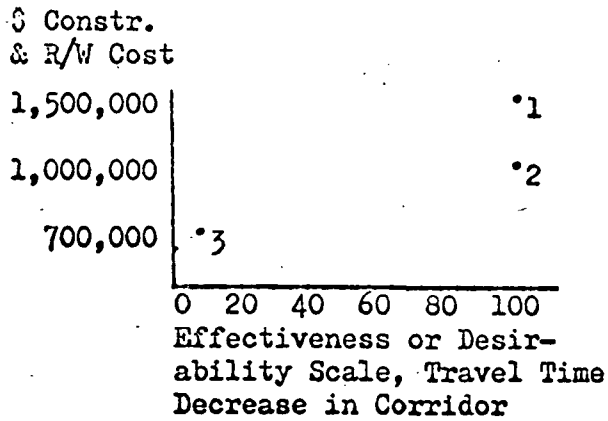 $ Constr.
& R/W Cost
1,500,000
•1
1,000,000
•2
700,000
•3
0 20 40 60 80 100
Effectiveness or Desir-
ability Scale, Travel Time
Decrease in Corridor